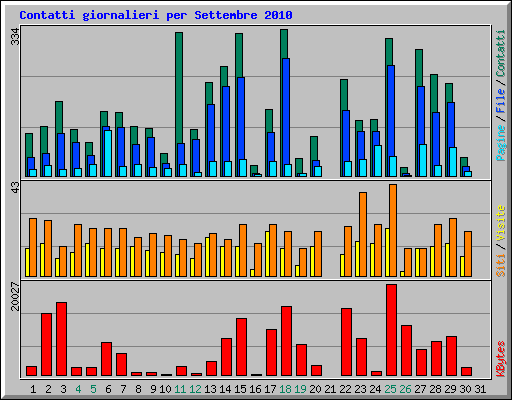 Contatti giornalieri per Settembre 2010
334
Pagine/File/Contatti
43
Siti/Visite
20027
KBytes
1 2 3 4 5 6 7 8 9 10 11 12 13 14 15 16 17 18 19 20 21 22 23 24 25 26 27 28 29 30 31